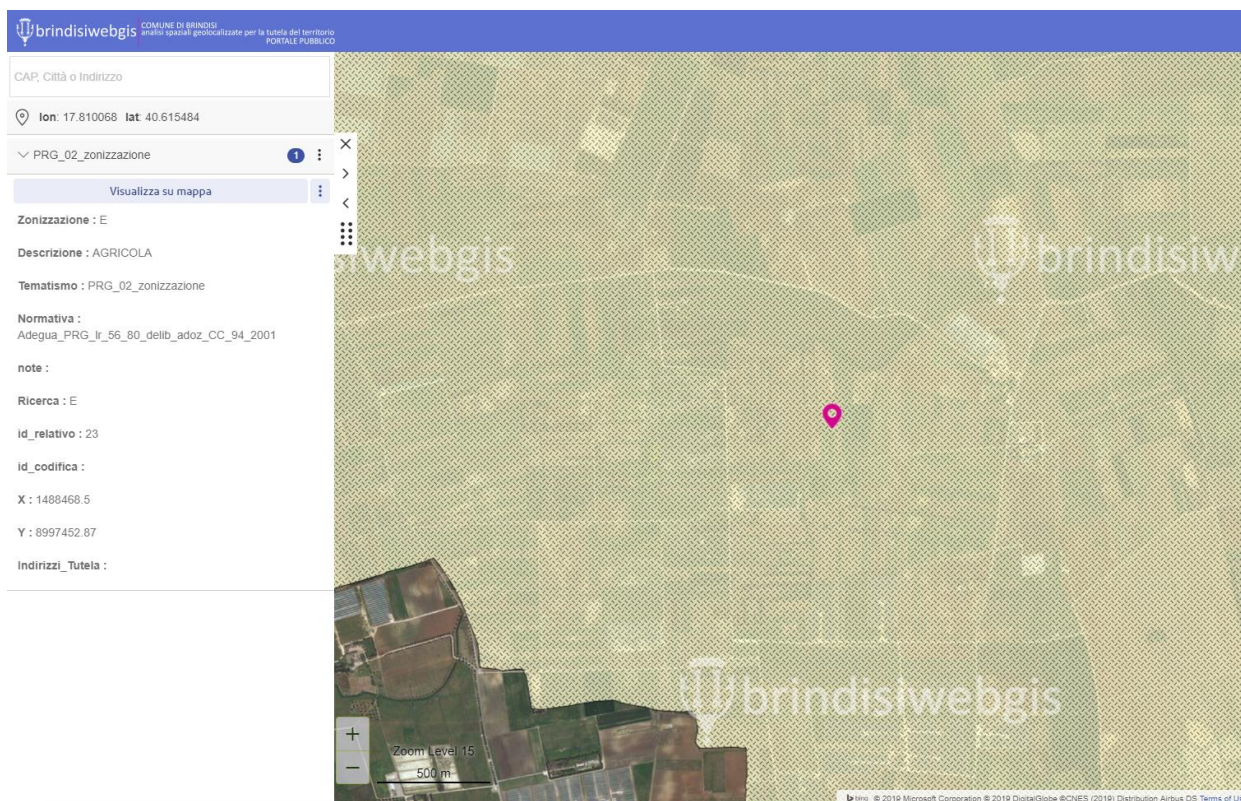 brindisiwebgis
COMUNE DI BRINDISI
analisi spaziali geolocalizzate per la tutela del territorio
PORTALE PUBBLICO
CAP, Città o Indirizzo
lon: 17.810068 lat: 40.615484
PRG_02_zonizzazione 1
Visualizza su mappa
Zonizzazione : E
Descrizione : AGRICOLA
Tematismo : PRG_02_zonizzazione
Normativa :
Adegua_PRG_lr_56_80_delib_adoz_CC_94_2001
note :
Ricerca : E
id_relativo : 23
id_codifica :
X : 1488468.5
Y : 8997452.87
Indirizzi_Tutela :
siwebgis
brindisiw
brindisiwebgis
Zoom Level 15
500 m
bing © 2019 Microsoft Corporation © 2019 DigitalGlobe ©CNES (2019) Distribution Airbus DS Terms of U